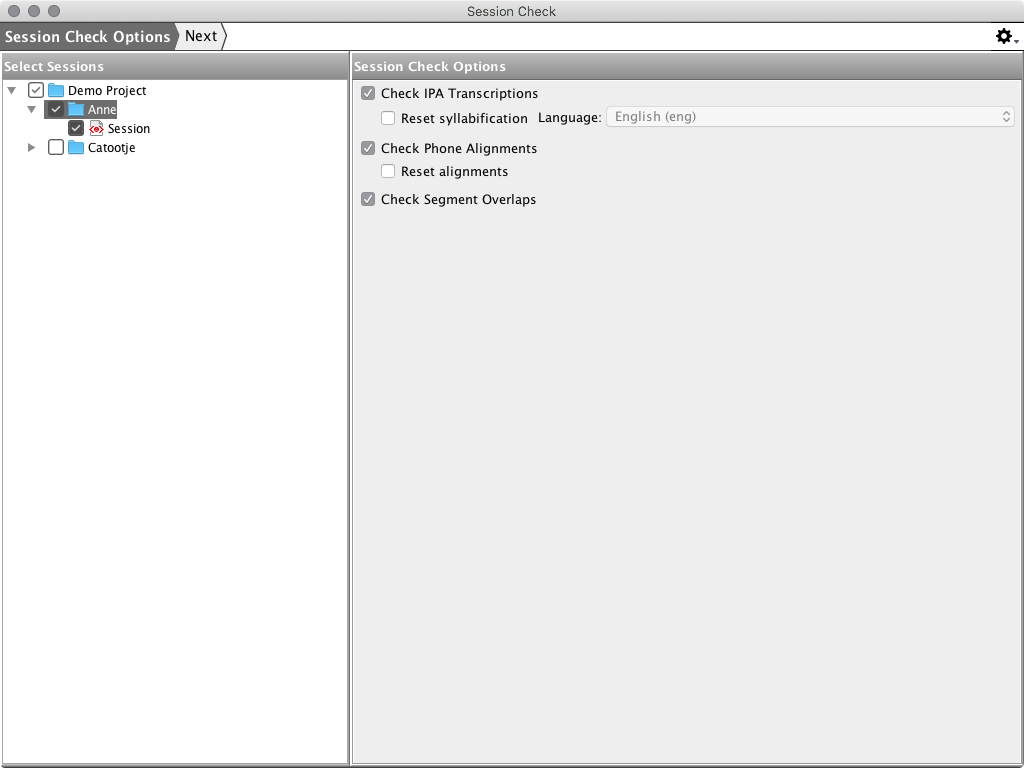 Session Check
Session Check Options
Next
Select Sessions
Demo Project
Anne
Session
Catootje
Session Check Options
Check IPA Transcriptions
Reset syllabification Language: English (eng)
Check Phone Alignments
Reset alignments
Check Segment Overlaps